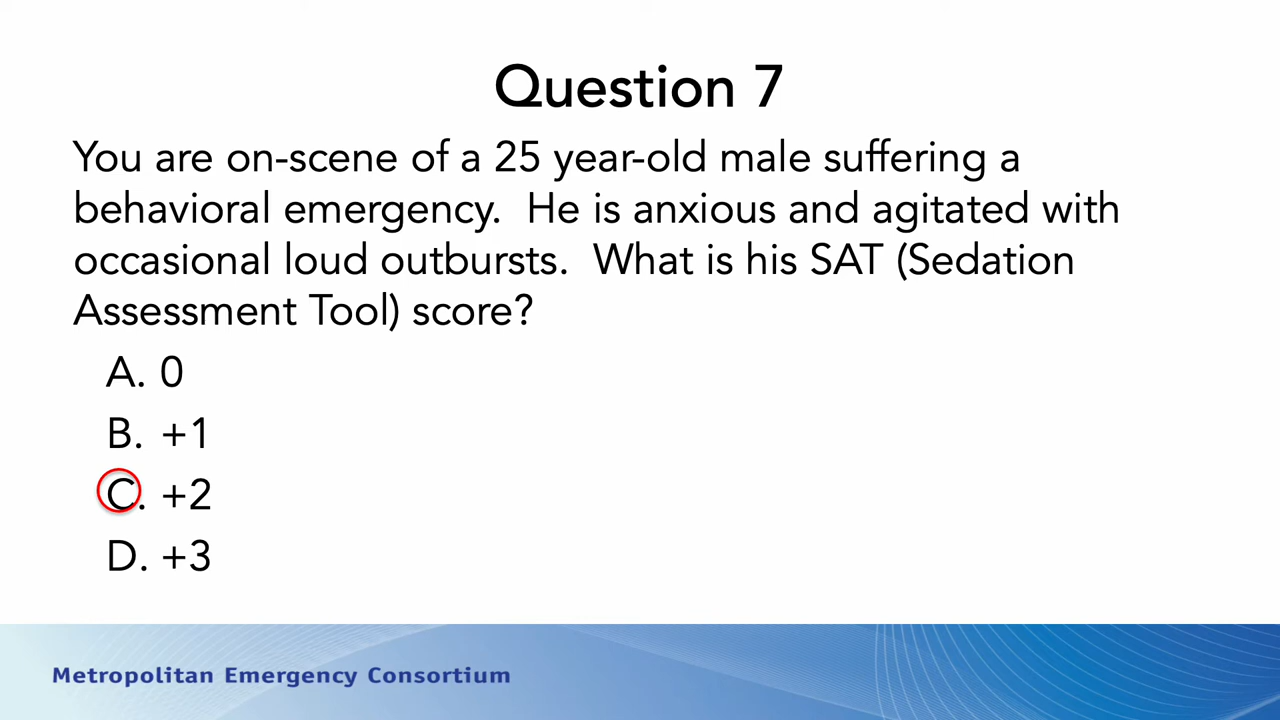 Question 7
You are on-scene of a 25 year-old male suffering a
behavioral emergency.  He is anxious and agitated with
occasional loud outbursts.  What is his SAT (Sedation
Assessment Tool) score?
A. 0
B. +1
C. +2
D. +3
Metropolitan Emergency Consortium